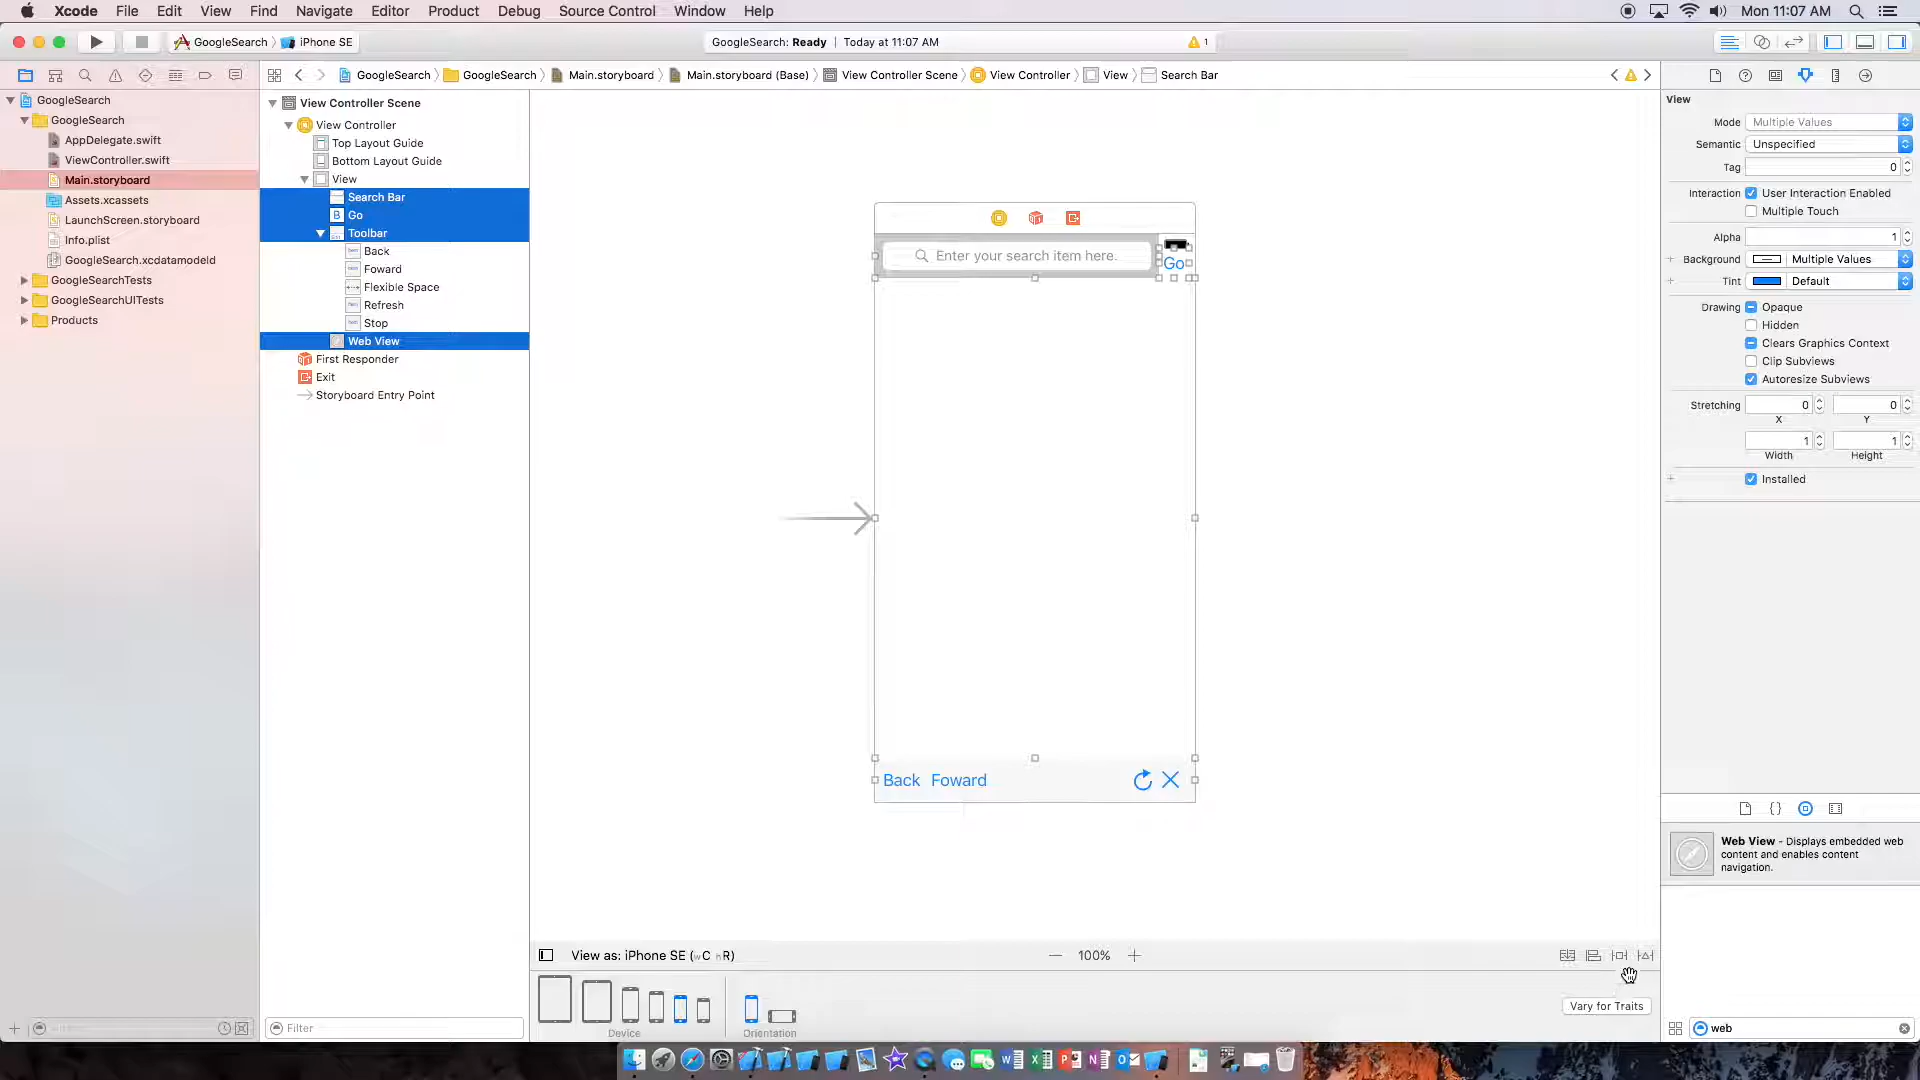 Xcode File Edit View Find Navigate Editor Product Debug Source Control Window Help Mon 11:07 AM
GoogleSearch iPhone SE GoogleSearch: Ready Today at 11:07 AM 1
GoogleSearch GoogleSearch Main.storyboard Main.storyboard (Base) View Controller Scene View Controller View Search Bar
GoogleSearch
GoogleSearch
AppDelegate.swift
ViewController.swift
Main.storyboard
Assets.xcassets
LaunchScreen.storyboard
Info.plist
GoogleSearch.xcdatamodeld
GoogleSearchTests
GoogleSearchUITests
Products
View Controller Scene
View Controller
Top Layout Guide
Bottom Layout Guide
View
Search Bar
B Go
Toolbar
Back
Foward
Flexible Space
Refresh
Stop
Web View
First Responder
Exit
Storyboard Entry Point
Filter
Enter your search item here.
Go
Back Foward
View as: iPhone SE (wC hR)
100%
Device
Orientation
Vary for Traits
View
Mode Multiple Values
Semantic Unspecified
Tag 0
Interaction User Interaction Enabled
Multiple Touch
Alpha 1
Background Multiple Values
Tint Default
Drawing Opaque
Hidden
Clears Graphics Context
Clip Subviews
Autoresize Subviews
Stretching 0 0
X Y
1 1
Width Height
Installed
Web View - Displays embedded web
content and enables content
navigation.
web